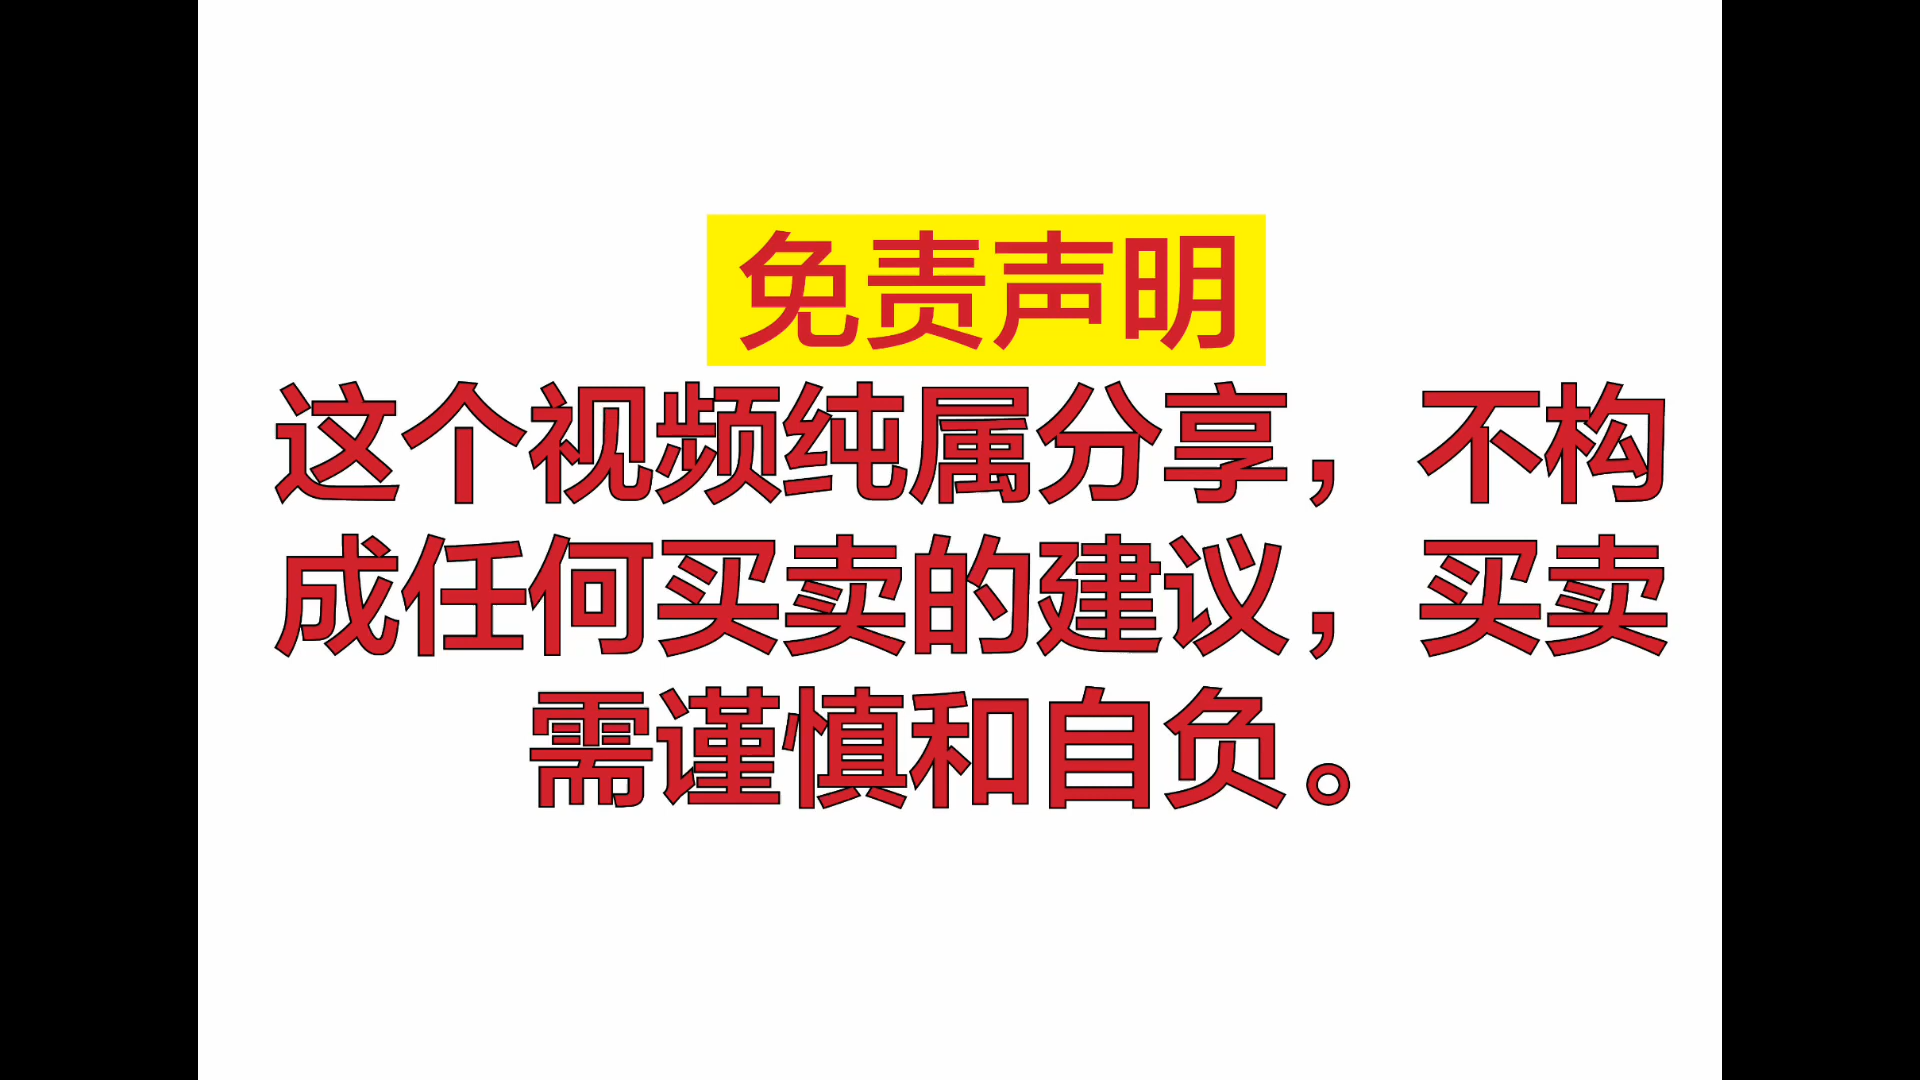 免责声明
这个视频纯属分享，不构
成任何买卖的建议，买卖
需谨慎和自负。